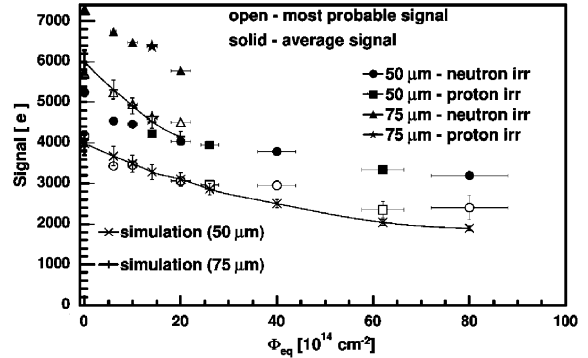 open - most probable signal
solid - average signal
50 μm - neutron irr
50 μm - proton irr
75 μm - neutron irr
75 μm - proton irr
simulation (50 μm)
simulation (75 μm)
Signal [ e ]
7000
6000
5000
4000
3000
2000
1000
0
0 20 40 60 80 100
Φeq [10^14 cm^-2]